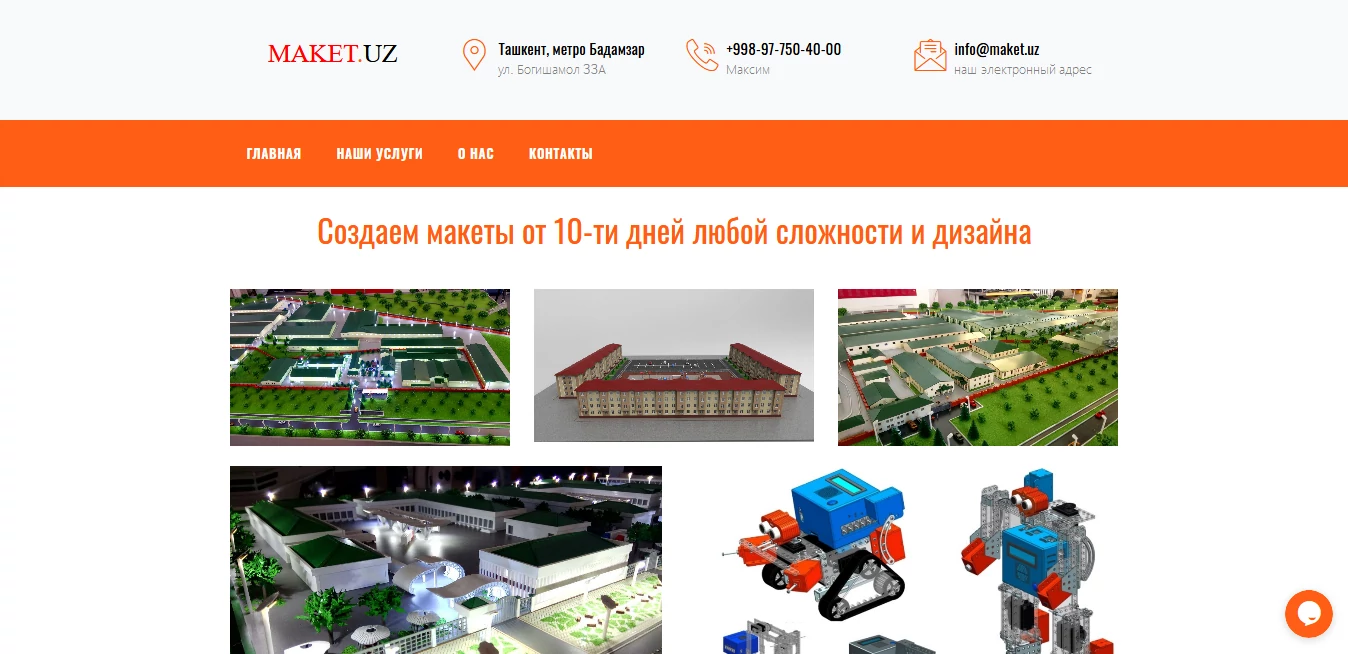 MAKET.UZ
Ташкент, метро Бадамзар
ул. Богишамол 33А
+998-97-750-40-00
Максим
info@maket.uz
наш электронный адрес
ГЛАВНАЯ НАШИ УСЛУГИ О НАС КОНТАКТЫ
Создаем макеты от 10-ти дней любой сложности и дизайна